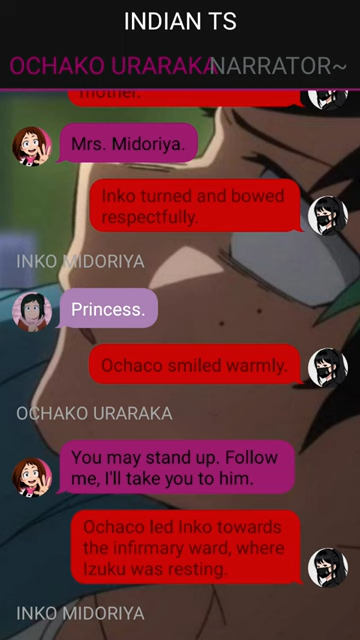 INDIAN TS
OCHAKO URARAKA NARRATOR~
mother.
Mrs. Midoriya.
Inko turned and bowed
respectfully.
INKO MIDORIYA
Princess.
Ochaco smiled warmly.
OCHAKO URARAKA
You may stand up. Follow
me, I'll take you to him.
Ochaco led Inko towards
the infirmary ward, where
Izuku was resting.
INKO MIDORIYA